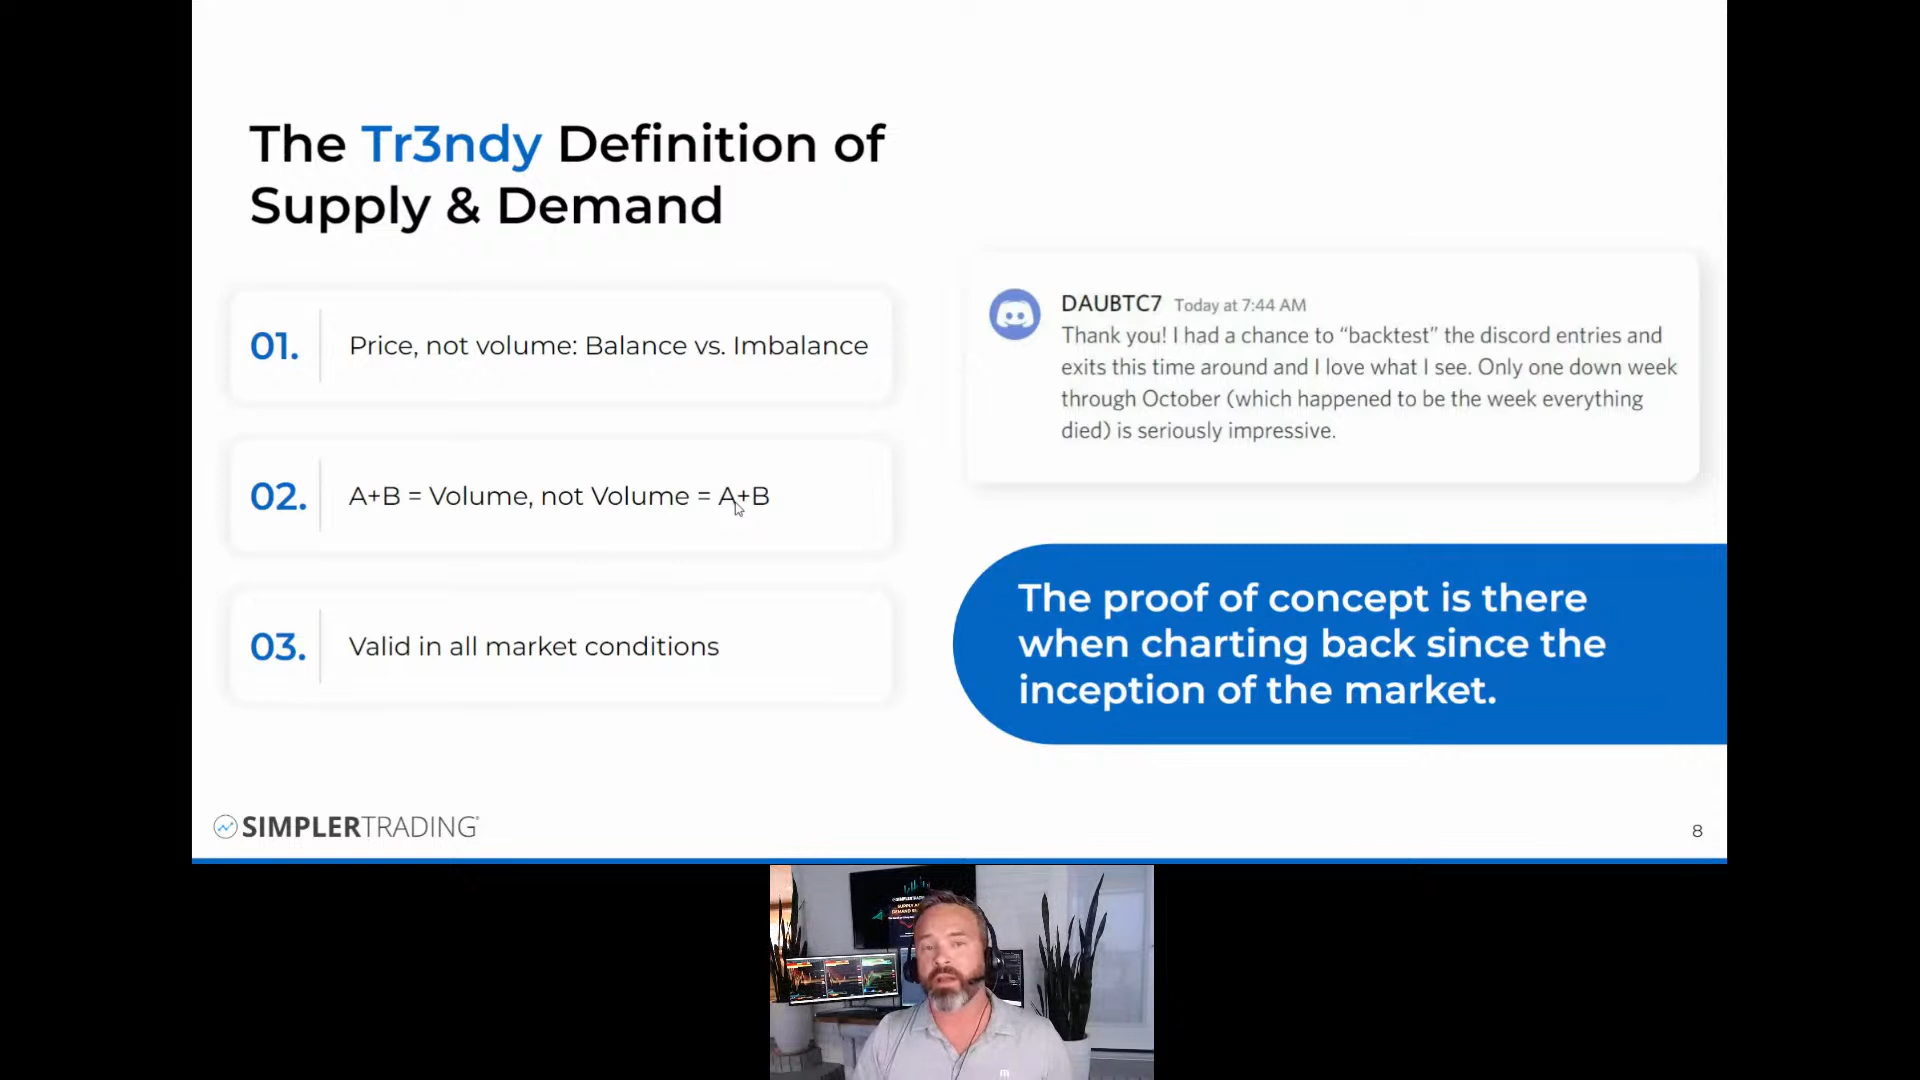 The Tr3ndy Definition of
Supply & Demand
01.
Price, not volume: Balance vs. Imbalance
02.
A+B = Volume, not Volume = A+B
03.
Valid in all market conditions
DAUBTC7 Today at 7:44 AM
Thank you! I had a chance to “backtest” the discord entries and
exits this time around and I love what I see. Only one down week
through October (which happened to be the week everything
died) is seriously impressive.
The proof of concept is there
when charting back since the
inception of the market.
SIMPLERTRADING
8